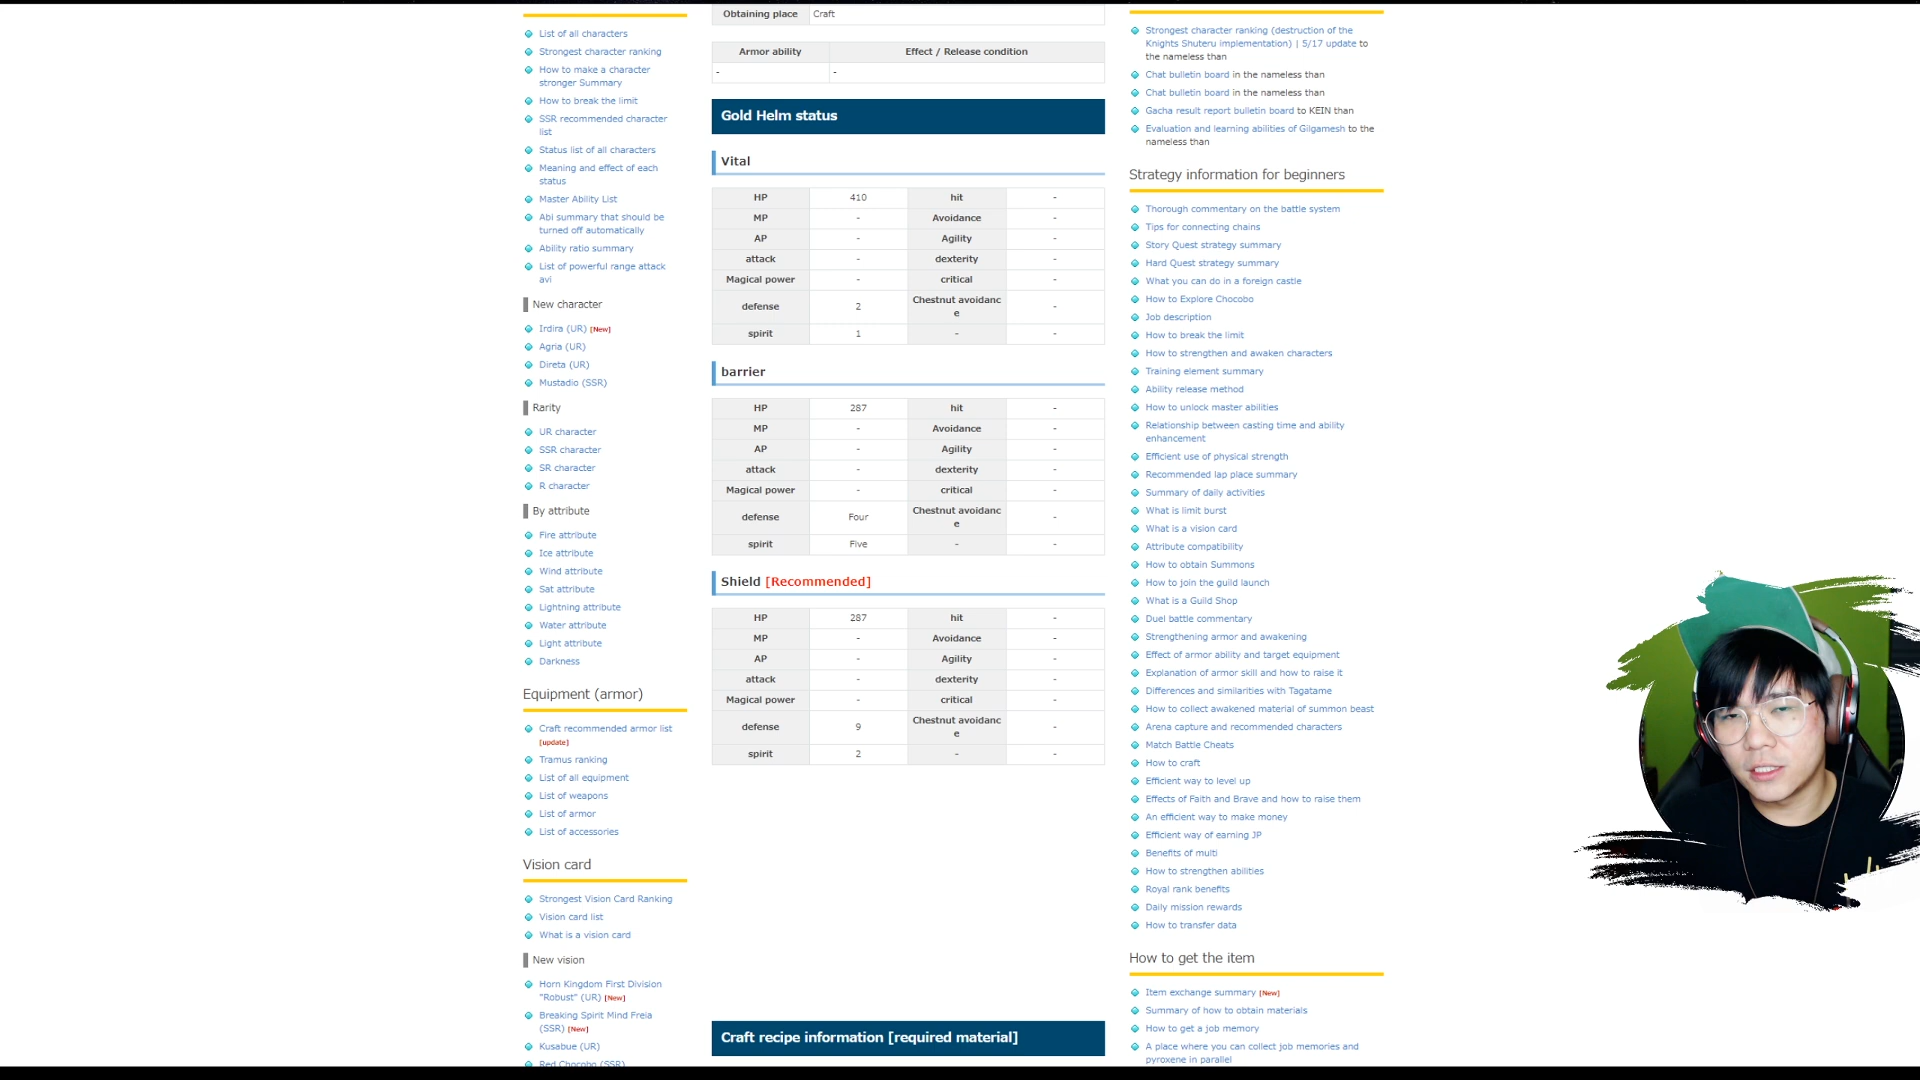 List of all characters
Strongest character ranking
How to make a character
stronger Summary
How to break the limit
SSR recommended character
list
Status list of all characters
Meaning and effect of each
status
Master Ability List
Abi summary that should be
turned off automatically
Ability ratio summary
List of powerful range attack
avi
New character
Irdira (UR) [New]
Agria (UR)
Direta (UR)
Mustadio (SSR)
Rarity
UR character
SSR character
SR character
R character
By attribute
Fire attribute
Ice attribute
Wind attribute
Sat attribute
Lightning attribute
Water attribute
Light attribute
Darkness
Equipment (armor)
Craft recommended armor list
[update]
Tramus ranking
List of all equipment
List of weapons
List of armor
List of accessories
Vision card
Strongest Vision Card Ranking
Vision card list
What is a vision card
New vision
Horn Kingdom First Division
"Robust" (UR) [New]
Breaking Spirit Mind Freia
(SSR) [New]
Kusabue (UR)
Red Chocobo (SSR)
Obtaining place Craft
Armor ability Effect / Release condition
- -
Gold Helm status
Vital
HP 410 hit -
MP - Avoidance -
AP - Agility -
attack - dexterity -
Magical power - critical -
defense 2 Chestnut avoidanc
e -
spirit 1 - -
barrier
HP 287 hit -
MP - Avoidance -
AP - Agility -
attack - dexterity -
Magical power - critical -
defense Four Chestnut avoidanc
e -
spirit Five - -
Shield [Recommended]
HP 287 hit -
MP - Avoidance -
AP - Agility -
attack - dexterity -
Magical power - critical -
defense 9 Chestnut avoidanc
e -
spirit 2 - -
Craft recipe information [required material]
Strongest character ranking (destruction of the
Knights Shuteru implementation) | 5/17 update to
the nameless than
Chat bulletin board in the nameless than
Chat bulletin board in the nameless than
Gacha result report bulletin board to KEIN than
Evaluation and learning abilities of Gilgamesh to the
nameless than
Strategy information for beginners
Thorough commentary on the battle system
Tips for connecting chains
Story Quest strategy summary
Hard Quest strategy summary
What you can do in a foreign castle
How to Explore Chocobo
Job description
How to break the limit
How to strengthen and awaken characters
Training element summary
Ability release method
How to unlock master abilities
Relationship between casting time and ability
enhancement
Efficient use of physical strength
Recommended lap place summary
Summary of daily activities
What is limit burst
What is a vision card
Attribute compatibility
How to obtain Summons
How to join the guild launch
What is a Guild Shop
Duel battle commentary
Strengthening armor and awakening
Effect of armor ability and target equipment
Explanation of armor skill and how to raise it
Differences and similarities with Tagatame
How to collect awakened material of summon beast
Arena capture and recommended characters
Match Battle Cheats
How to craft
Efficient way to level up
Effects of Faith and Brave and how to raise them
An efficient way to make money
Efficient way of earning JP
Benefits of multi
How to strengthen abilities
Royal rank benefits
Daily mission rewards
How to transfer data
How to get the item
Item exchange summary [New]
Summary of how to obtain materials
How to get a job memory
A place where you can collect job memories and
pyroxene in parallel